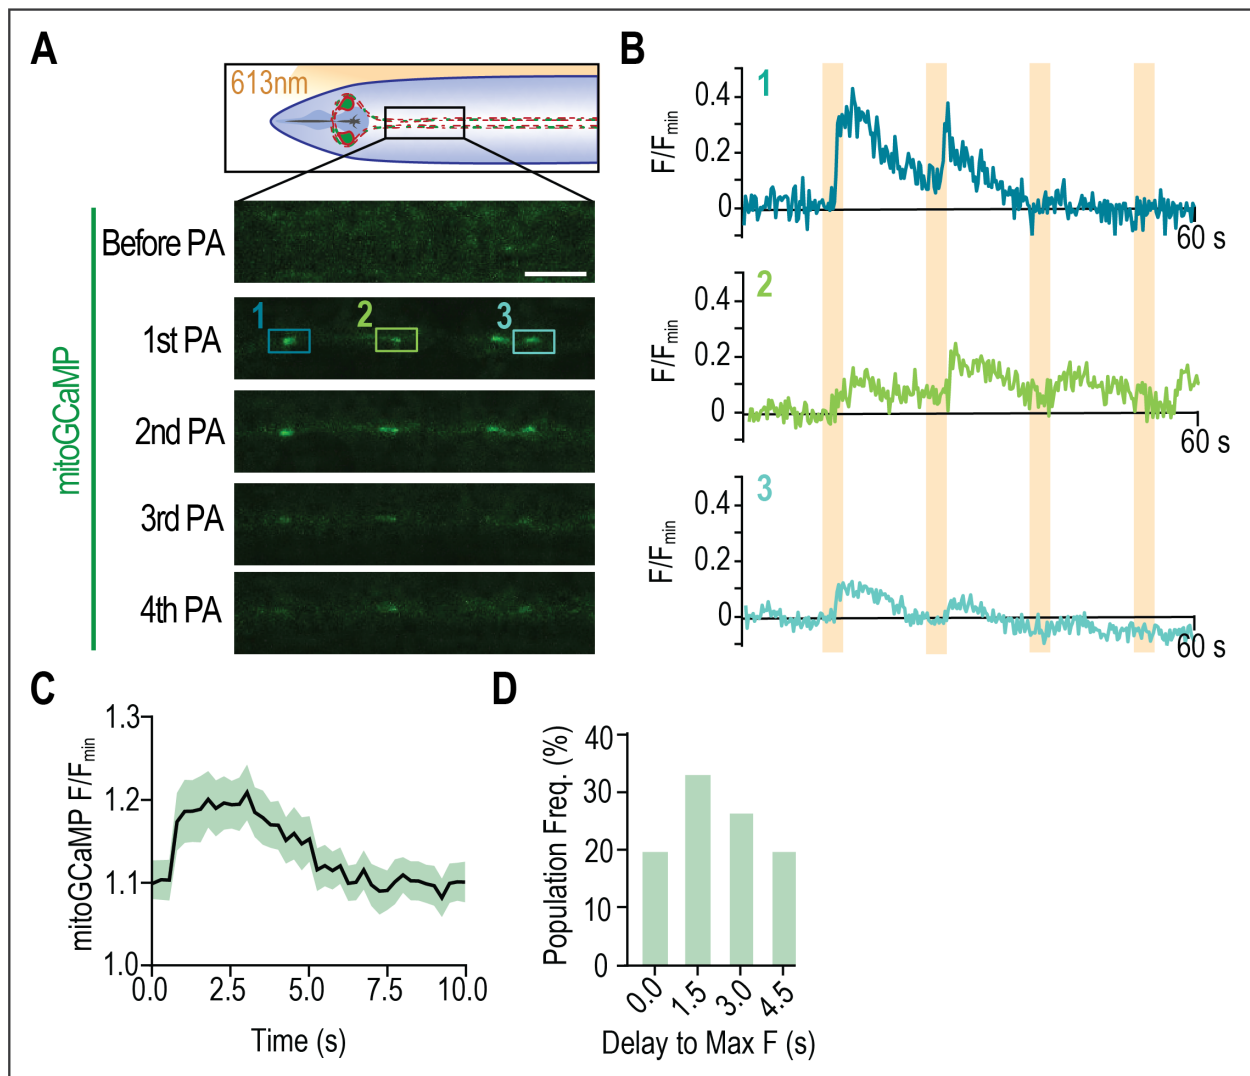 A
613nm
mitoGCaMP
Before PA
1st PA
1 2 3
2nd PA
3rd PA
4th PA
B
1
F/Fmin
0.4
0.2
0
60 s
2
F/Fmin
0.4
0.2
0
60 s
3
F/Fmin
0.4
0.2
0
60 s
C
mitoGCaMP F/Fmin
1.3
1.2
1.1
1.0
0.0 2.5 5.0 7.5 10.0
Time (s)
D
Population Freq. (%)
40
30
20
10
0
0.0 1.5 3.0 4.5
Delay to Max F (s)